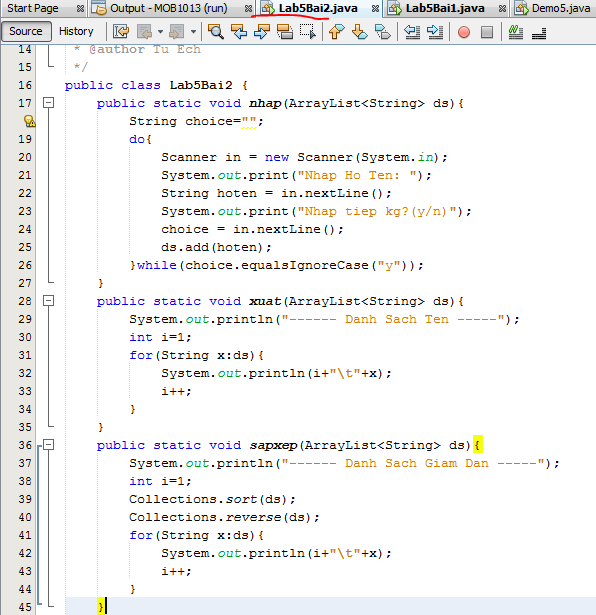 Start Page Output - MOB1013 (run) Lab5Bai2.java Lab5Bai1.java Demo5.java
Source History
14 * @author Tu Ech
15 */
16 public class Lab5Bai2 {
17 public static void nhap(ArrayList<String> ds){
String choice="";
19 do{
20 Scanner in = new Scanner(System.in);
21 System.out.print("Nhap Ho Ten: ");
22 String hoten = in.nextLine();
23 System.out.print("Nhap tiep kg?(y/n)");
24 choice = in.nextLine();
25 ds.add(hoten);
26 }while(choice.equalsIgnoreCase("y"));
27 }
28 public static void xuat(ArrayList<String> ds){
29 System.out.println("------ Danh Sach Ten -----");
30 int i=1;
31 for(String x:ds){
32 System.out.println(i+"\t"+x);
33 i++;
34 }
35 }
36 public static void sapxep(ArrayList<String> ds){
37 System.out.println("------ Danh Sach Giam Dan -----");
38 int i=1;
39 Collections.sort(ds);
40 Collections.reverse(ds);
41 for(String x:ds){
42 System.out.println(i+"\t"+x);
43 i++;
44 }
45 }